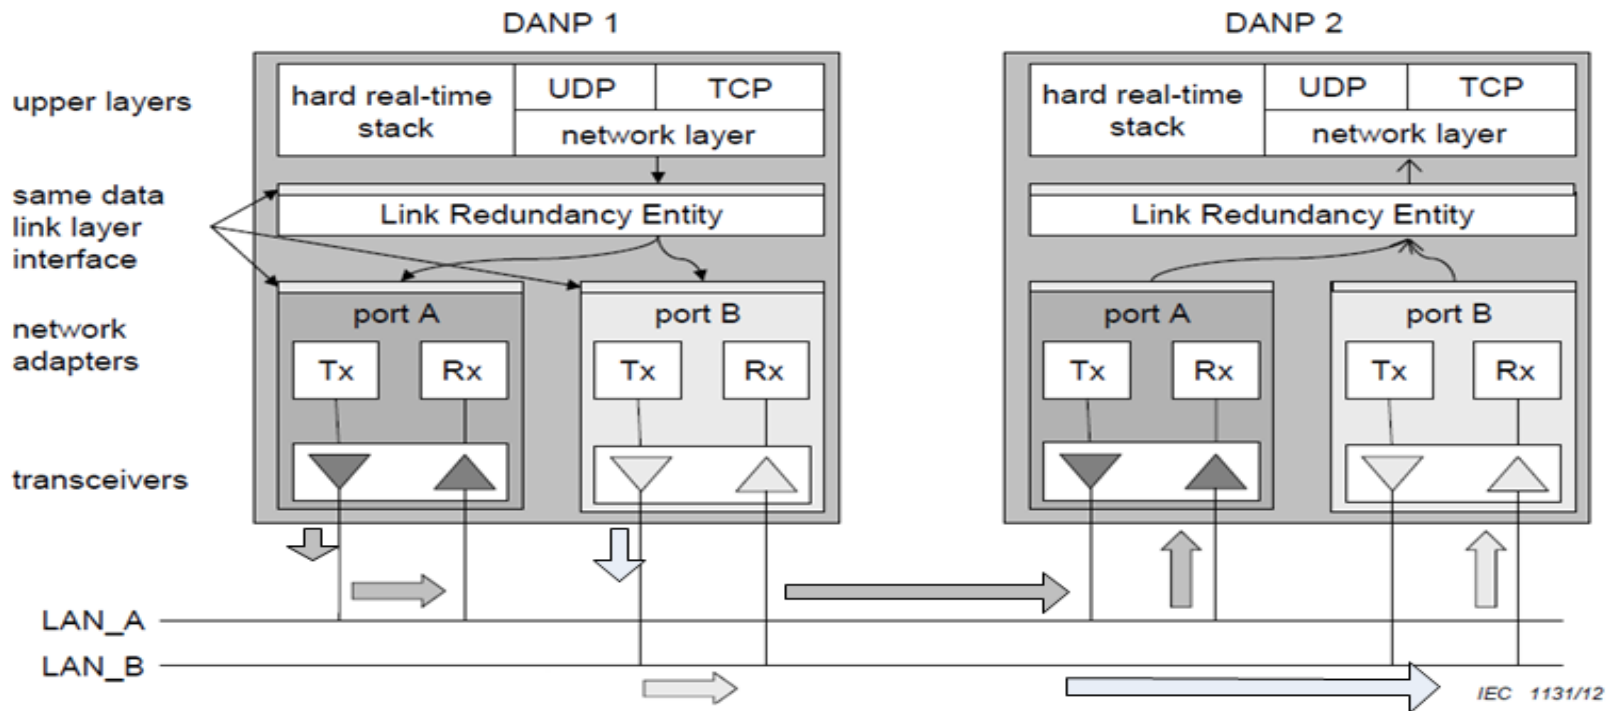 DANP 1
DANP 2
upper layers
hard real-time
stack
UDP
TCP
network layer
hard real-time
stack
UDP
TCP
network layer
same data
link layer
interface
Link Redundancy Entity
Link Redundancy Entity
network
adapters
port A
Tx
Rx
port B
Tx
Rx
port A
Tx
Rx
port B
Tx
Rx
transceivers
LAN_A
LAN_B
IEC 1131/12